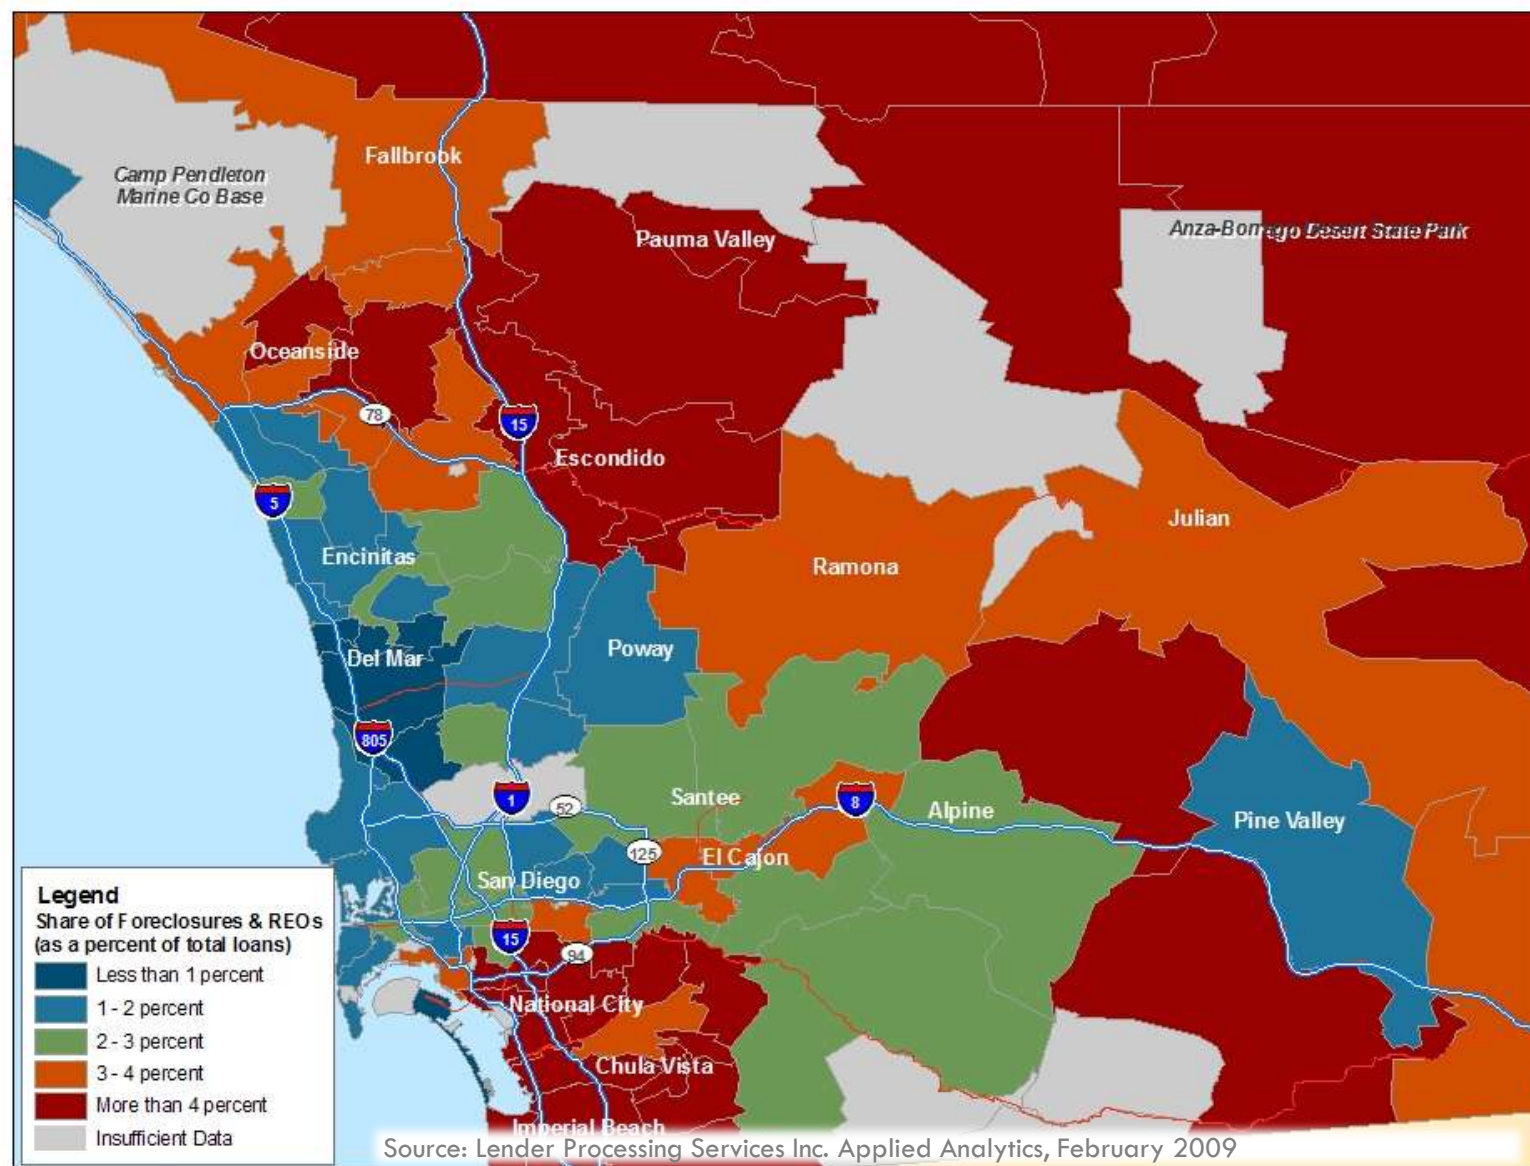 Fallbrook
Camp Pendleton
Marine Co Base
Pauma Valley
Anza-Borrego Desert State Park
Oceanside
78
15
Escondido
5
Julian
Encinitas
Ramona
Poway
Del Mar
805
1
52
Santee
8
Alpine
Pine Valley
125
El Cajon
San Diego
15
94
National City
Chula Vista
Imperial Beach
Legend
Share of Foreclosures & REOs
(as a percent of total loans)
Less than 1 percent
1 - 2 percent
2 - 3 percent
3 - 4 percent
More than 4 percent
Insufficient Data
Source: Lender Processing Services Inc. Applied Analytics, February 2009